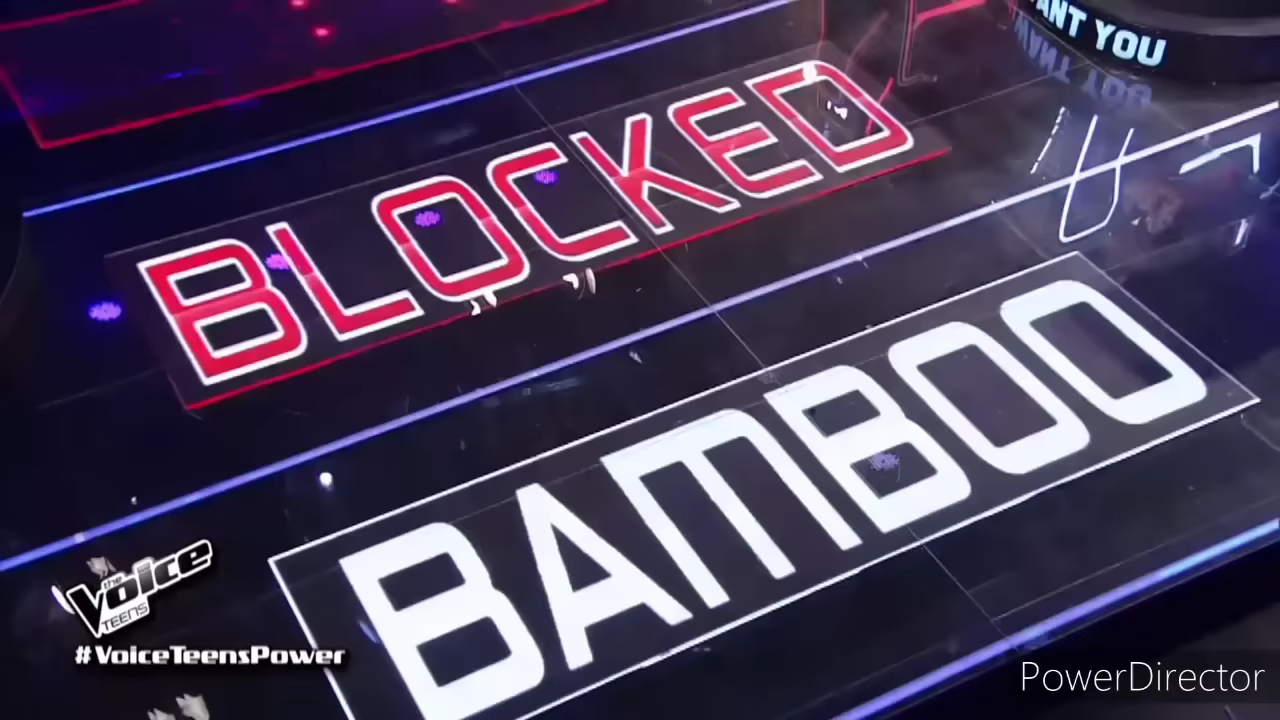 ANT YOU
BLOCKED
BAMBOO
the
Voice
TEENS
#VoiceTeensPower
PowerDirector